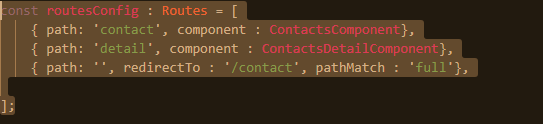 const routesConfig : Routes = [
{ path: 'contact', component : ContactsComponent},
{ path: 'detail', component : ContactsDetailComponent},
{ path: '', redirectTo : '/contact', pathMatch : 'full'},
];